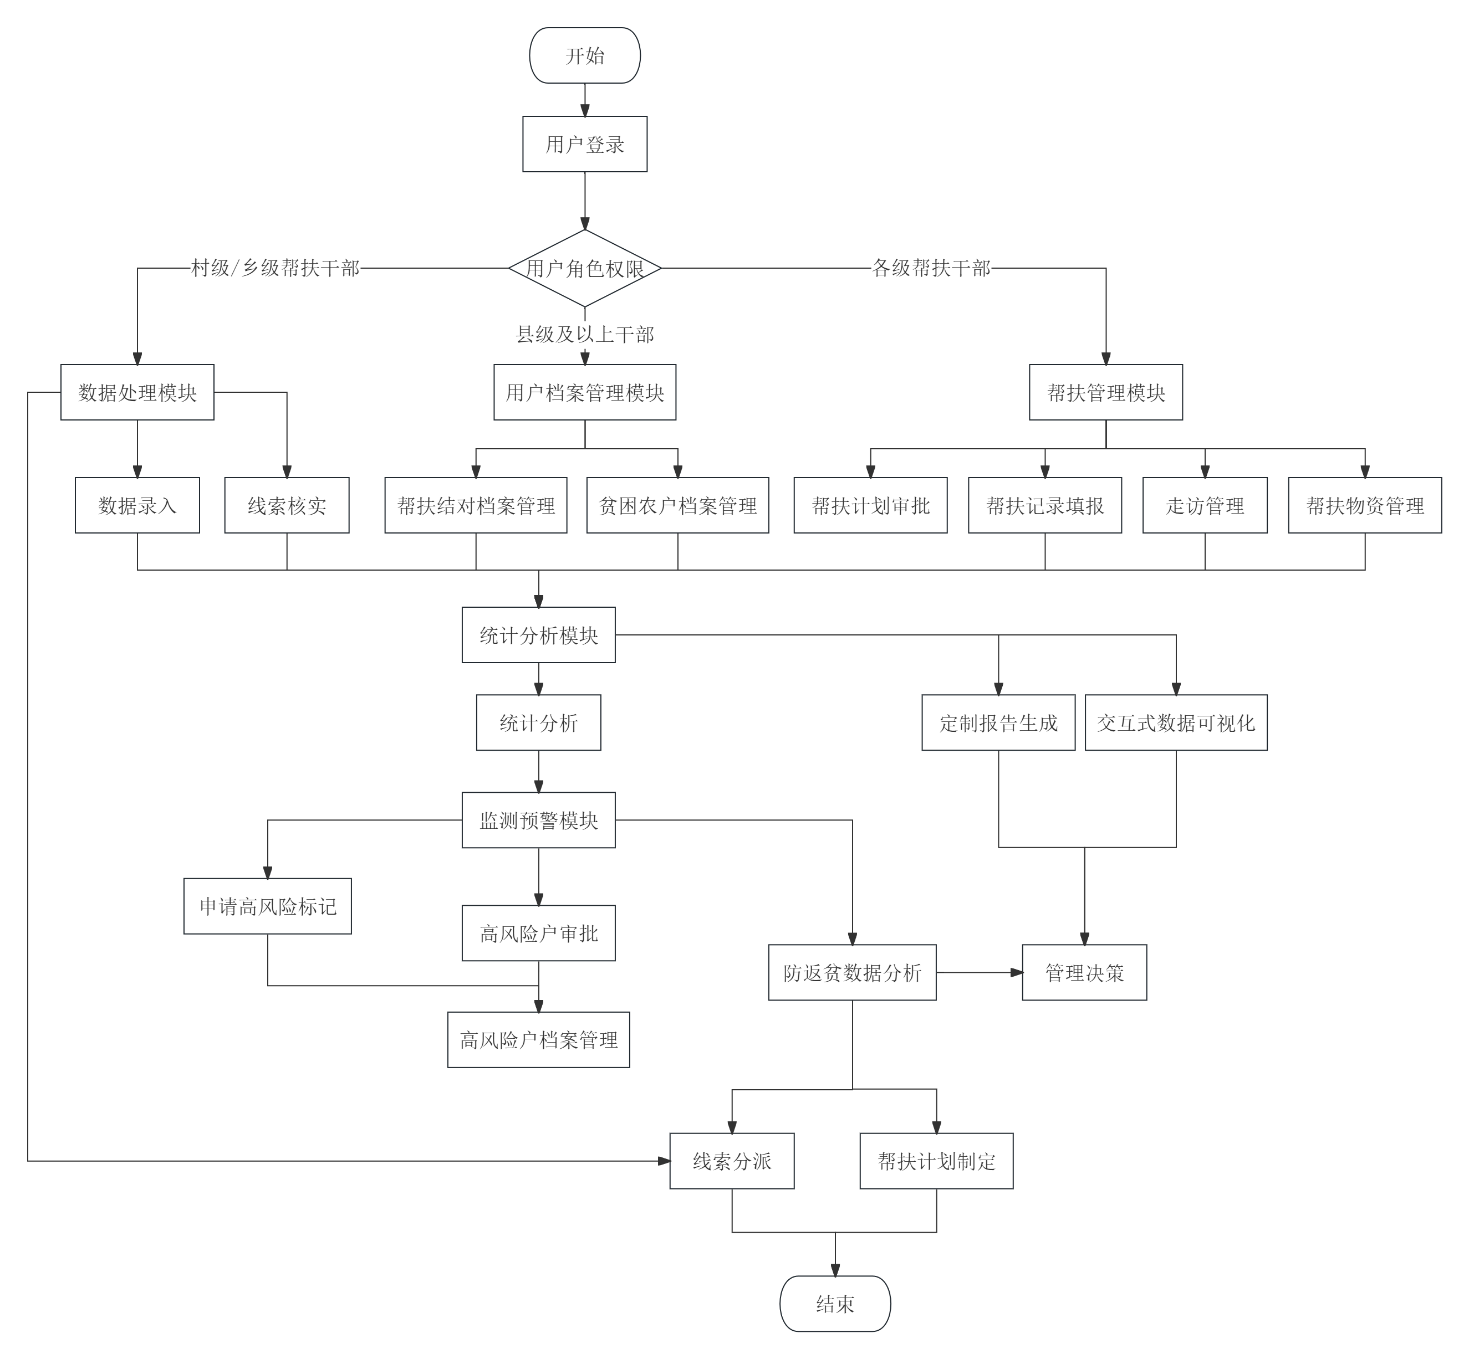 开始
用户登录
用户角色权限
村级/乡级帮扶干部
各级帮扶干部
县级及以上干部
数据处理模块
用户档案管理模块
帮扶管理模块
数据录入
线索核实
帮扶结对档案管理
贫困农户档案管理
帮扶计划审批
帮扶记录填报
走访管理
帮扶物资管理
统计分析模块
统计分析
定制报告生成
交互式数据可视化
监测预警模块
申请高风险标记
高风险户审批
防返贫数据分析
管理决策
高风险户档案管理
线索分派
帮扶计划制定
结束